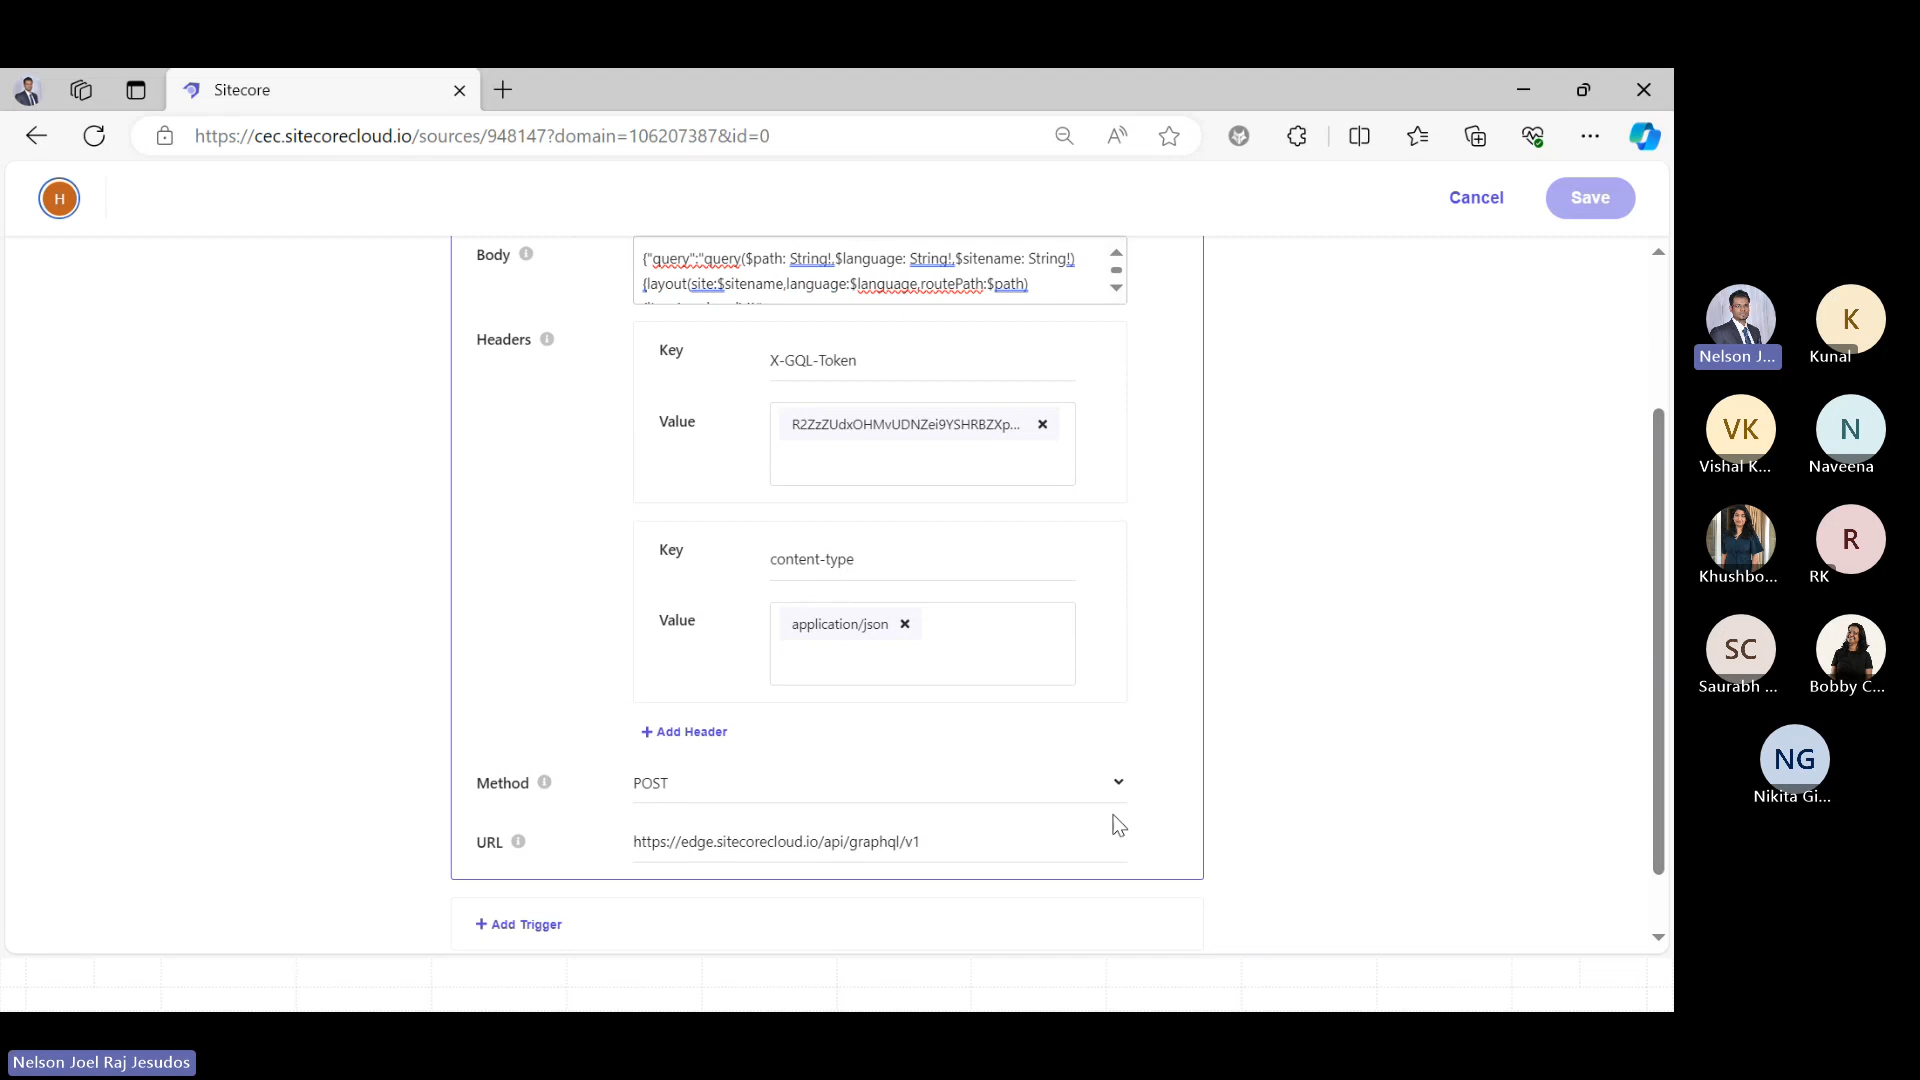 Sitecore
https://cec.sitecorecloud.io/sources/948147?domain=106207387&id=0
H
Cancel
Save
Body
{"query":"query($path: String!,$language: String!,$sitename: String!)
{layout(site:$sitename,language:$language,routePath:$path)
Headers
Key
X-GQL-Token
Value
R2ZzZUdxOHMvUDNZei9YSHRBZXp...
Key
content-type
Value
application/json
+ Add Header
Method
POST
URL
https://edge.sitecorecloud.io/api/graphql/v1
+ Add Trigger
Nelson J...
K
Kunal
VK
Vishal K...
N
Naveena
Khushbo...
R
RK
SC
Saurabh ...
Bobby C...
NG
Nikita Gi...
Nelson Joel Raj Jesudos